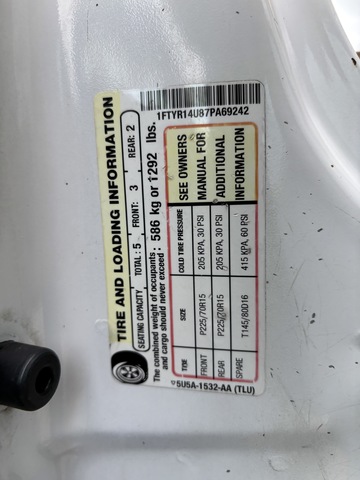 TIRE AND LOADING INFORMATION
SEATING CAPACITY TOTAL: 5 FRONT: 3 REAR: 2
The combined weight of occupants and cargo should never exceed: 586 kg or 1292 lbs.
TIRE SIZE COLD TIRE PRESSURE
FRONT P225/70R15 205 KPA, 30 PSI
REAR P225/70R15 205 KPA, 30 PSI
SPARE T145/80D16 415 KPA, 60 PSI
SEE OWNERS
MANUAL FOR
ADDITIONAL
INFORMATION
5U5A-1532-AA (TLU)
1FTYR14U87PA69242